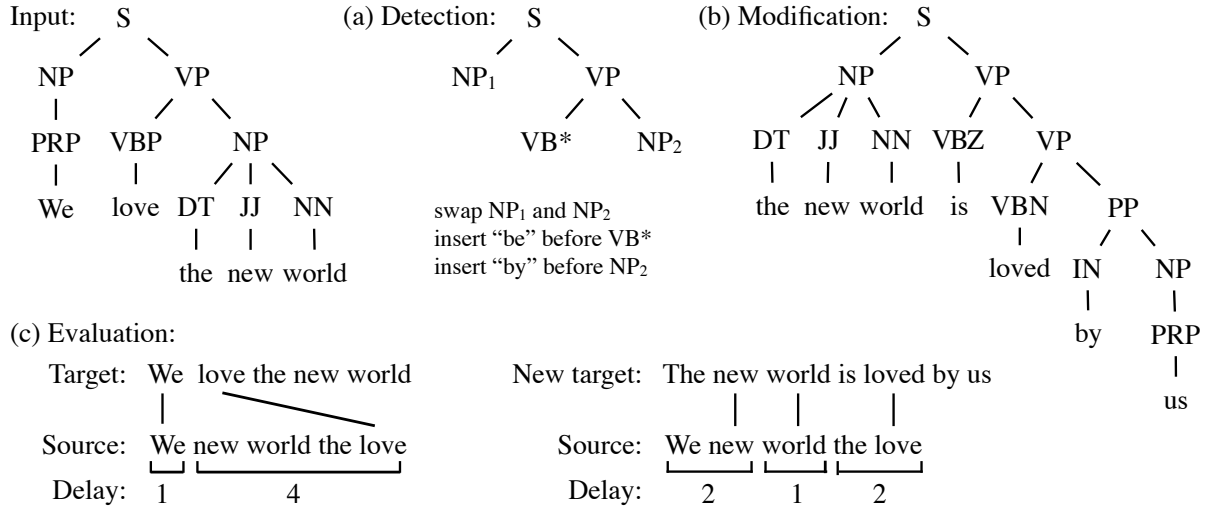 Input: S (a) Detection: S (b) Modification: S
NP VP NP1 VP NP VP
PRP VBP NP VB* NP2 DT JJ NN VBZ VP
We love DT JJ NN the new world is VBN PP
swap NP1 and NP2
insert “be” before VB*
insert “by” before NP2
the new world loved IN NP
by PRP
us
(c) Evaluation:
Target: We love the new world
Source: We new world the love
Delay: 1 4
New target: The new world is loved by us
Source: We new world the love
Delay: 2 1 2